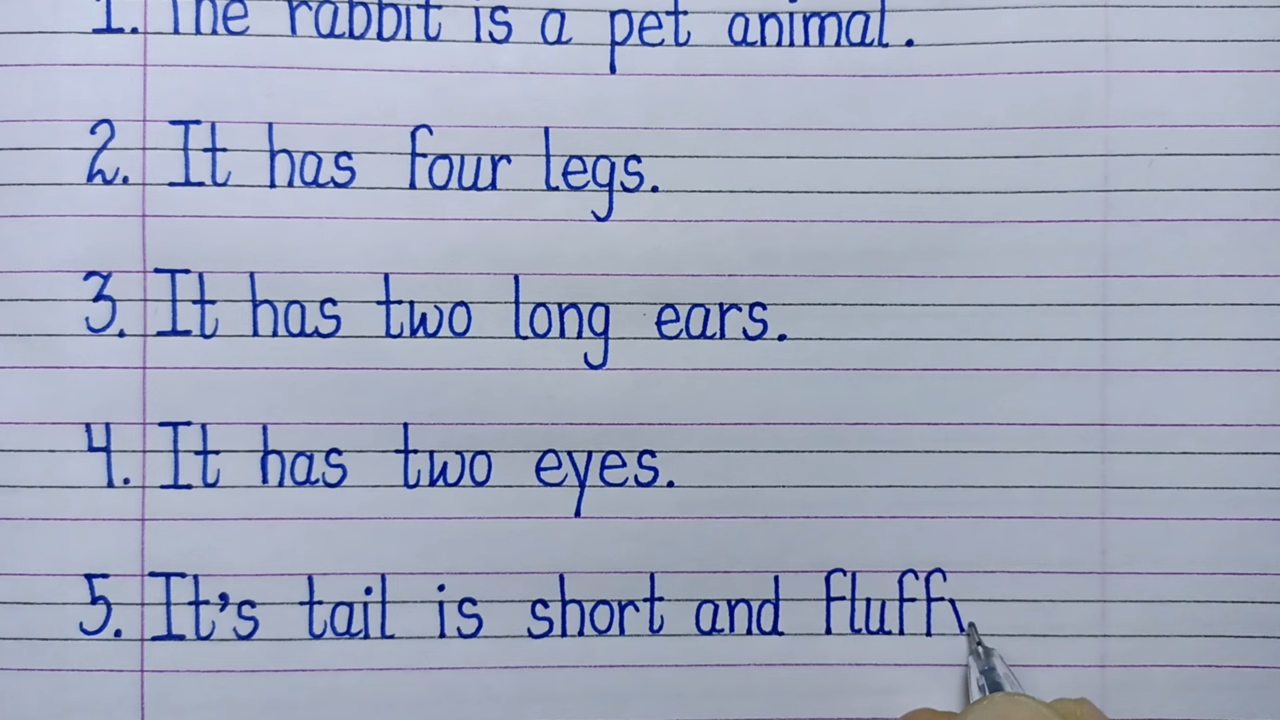 1. The rabbit is a pet animal.
2. It has four legs.
3. It has two long ears.
4. It has two eyes.
5. It's tail is short and fluff